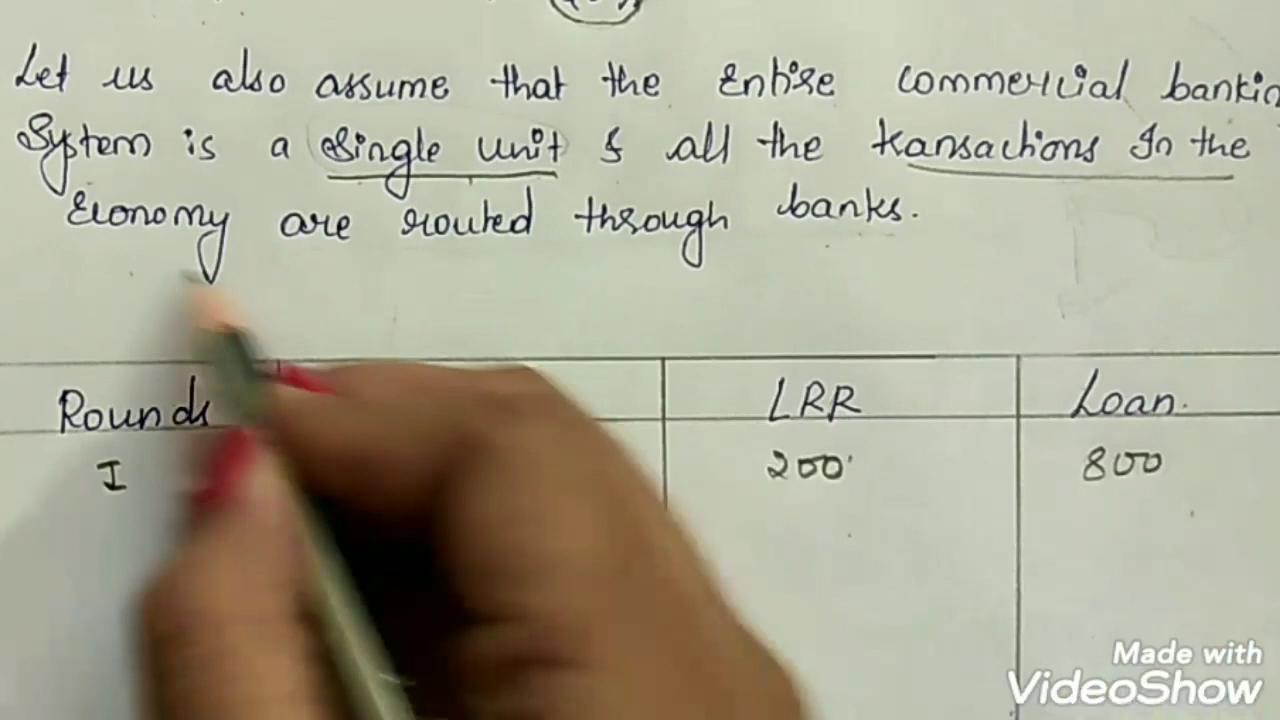 Let us also assume that the Entire commercial bankin
System is a single unit & all the transactions In the
Economy are routed through banks.
Rounds LRR Loan.
I 200 800
Made with
VideoShow